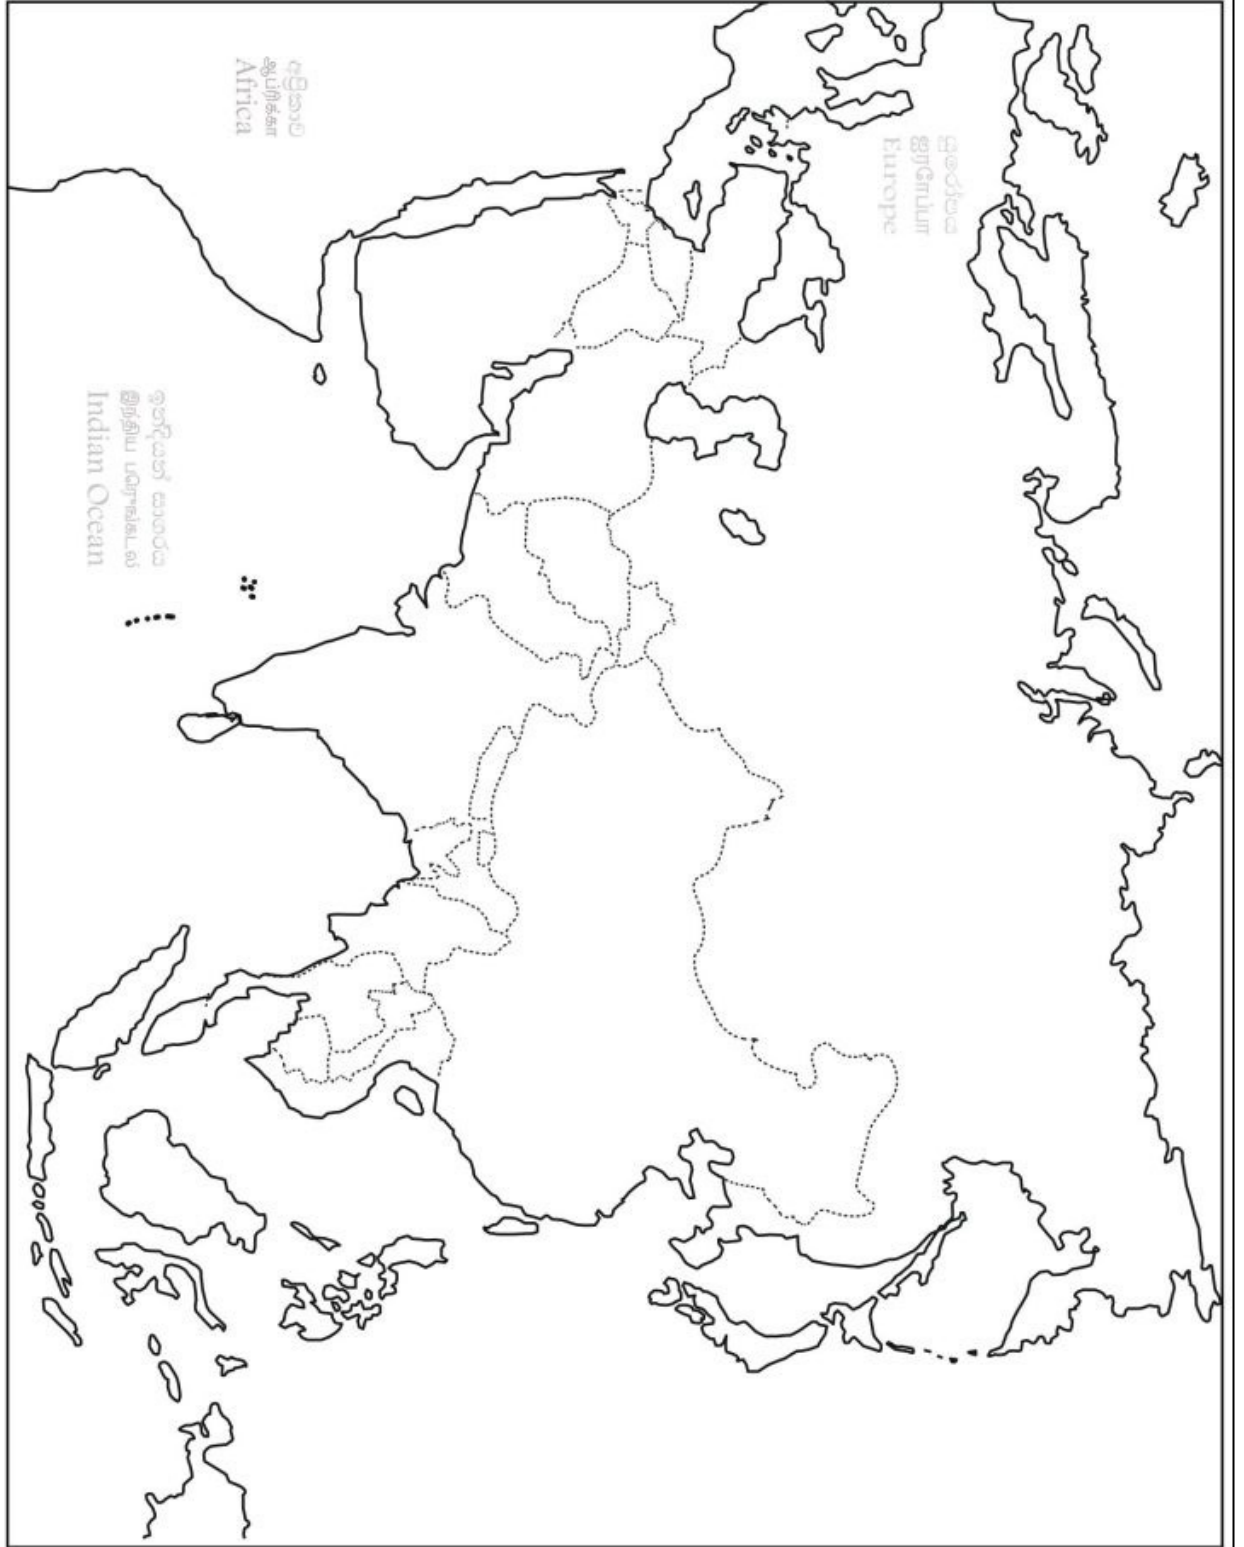 අප්‍රිකාව
ஆபிரிக்கா
Africa
යුරෝපය
ஐரோப்பா
Europe
ඉන්දියන් සාගරය
இந்திய பெருங்கடல்
Indian Ocean